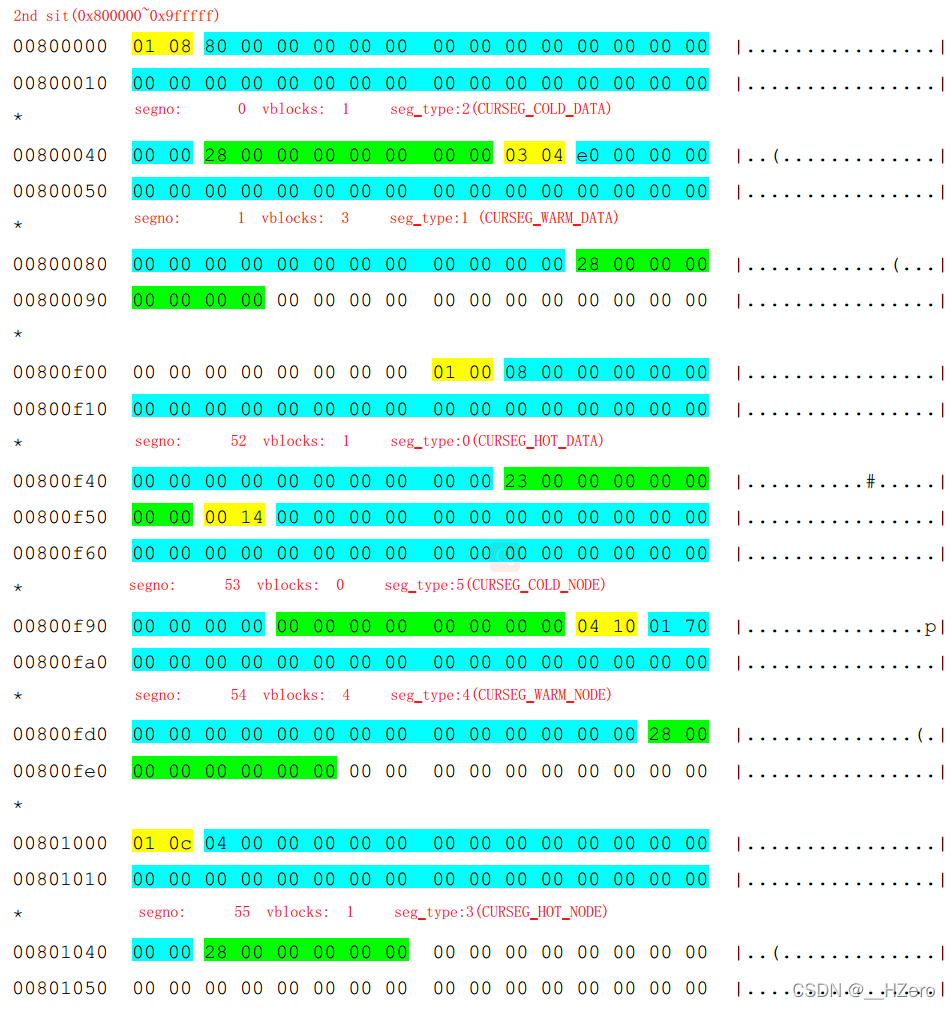 2nd sit(0x800000~0x9fffff)
00800000 01 08 80 00 00 00 00 00 00 00 00 00 00 00 00 00 |................|
00800010 00 00 00 00 00 00 00 00 00 00 00 00 00 00 00 00 |................|
* segno: 0 vblocks: 1 seg_type:2(CURSEG_COLD_DATA)
00800040 00 00 28 00 00 00 00 00 00 00 03 04 e0 00 00 00 |..(.............|
00800050 00 00 00 00 00 00 00 00 00 00 00 00 00 00 00 00 |................|
* segno: 1 vblocks: 3 seg_type:1 (CURSEG_WARM_DATA)
00800080 00 00 00 00 00 00 00 00 00 00 00 00 28 00 00 00 |............(...|
00800090 00 00 00 00 00 00 00 00 00 00 00 00 00 00 00 00 |................|
*
00800f00 00 00 00 00 00 00 00 00 01 00 08 00 00 00 00 00 |................|
00800f10 00 00 00 00 00 00 00 00 00 00 00 00 00 00 00 00 |................|
* segno: 52 vblocks: 1 seg_type:0(CURSEG_HOT_DATA)
00800f40 00 00 00 00 00 00 00 00 00 00 23 00 00 00 00 00 |..........#.....|
00800f50 00 00 00 14 00 00 00 00 00 00 00 00 00 00 00 00 |................|
00800f60 00 00 00 00 00 00 00 00 00 00 00 00 00 00 00 00 |................|
* segno: 53 vblocks: 0 seg_type:5(CURSEG_COLD_NODE)
00800f90 00 00 00 00 00 00 00 00 00 00 00 00 04 10 01 70 |...............p|
00800fa0 00 00 00 00 00 00 00 00 00 00 00 00 00 00 00 00 |................|
* segno: 54 vblocks: 4 seg_type:4(CURSEG_WARM_NODE)
00800fd0 00 00 00 00 00 00 00 00 00 00 00 00 00 00 28 00 |..............(.|
00800fe0 00 00 00 00 00 00 00 00 00 00 00 00 00 00 00 00 |................|
*
00801000 01 0c 04 00 00 00 00 00 00 00 00 00 00 00 00 00 |................|
00801010 00 00 00 00 00 00 00 00 00 00 00 00 00 00 00 00 |................|
* segno: 55 vblocks: 1 seg_type:3(CURSEG_HOT_NODE)
00801040 00 00 28 00 00 00 00 00 00 00 00 00 00 00 00 00 |..(.............|
00801050 00 00 00 00 00 00 00 00 00 00 00 00 00 00 00 00 |................|
CSDN @__HZero